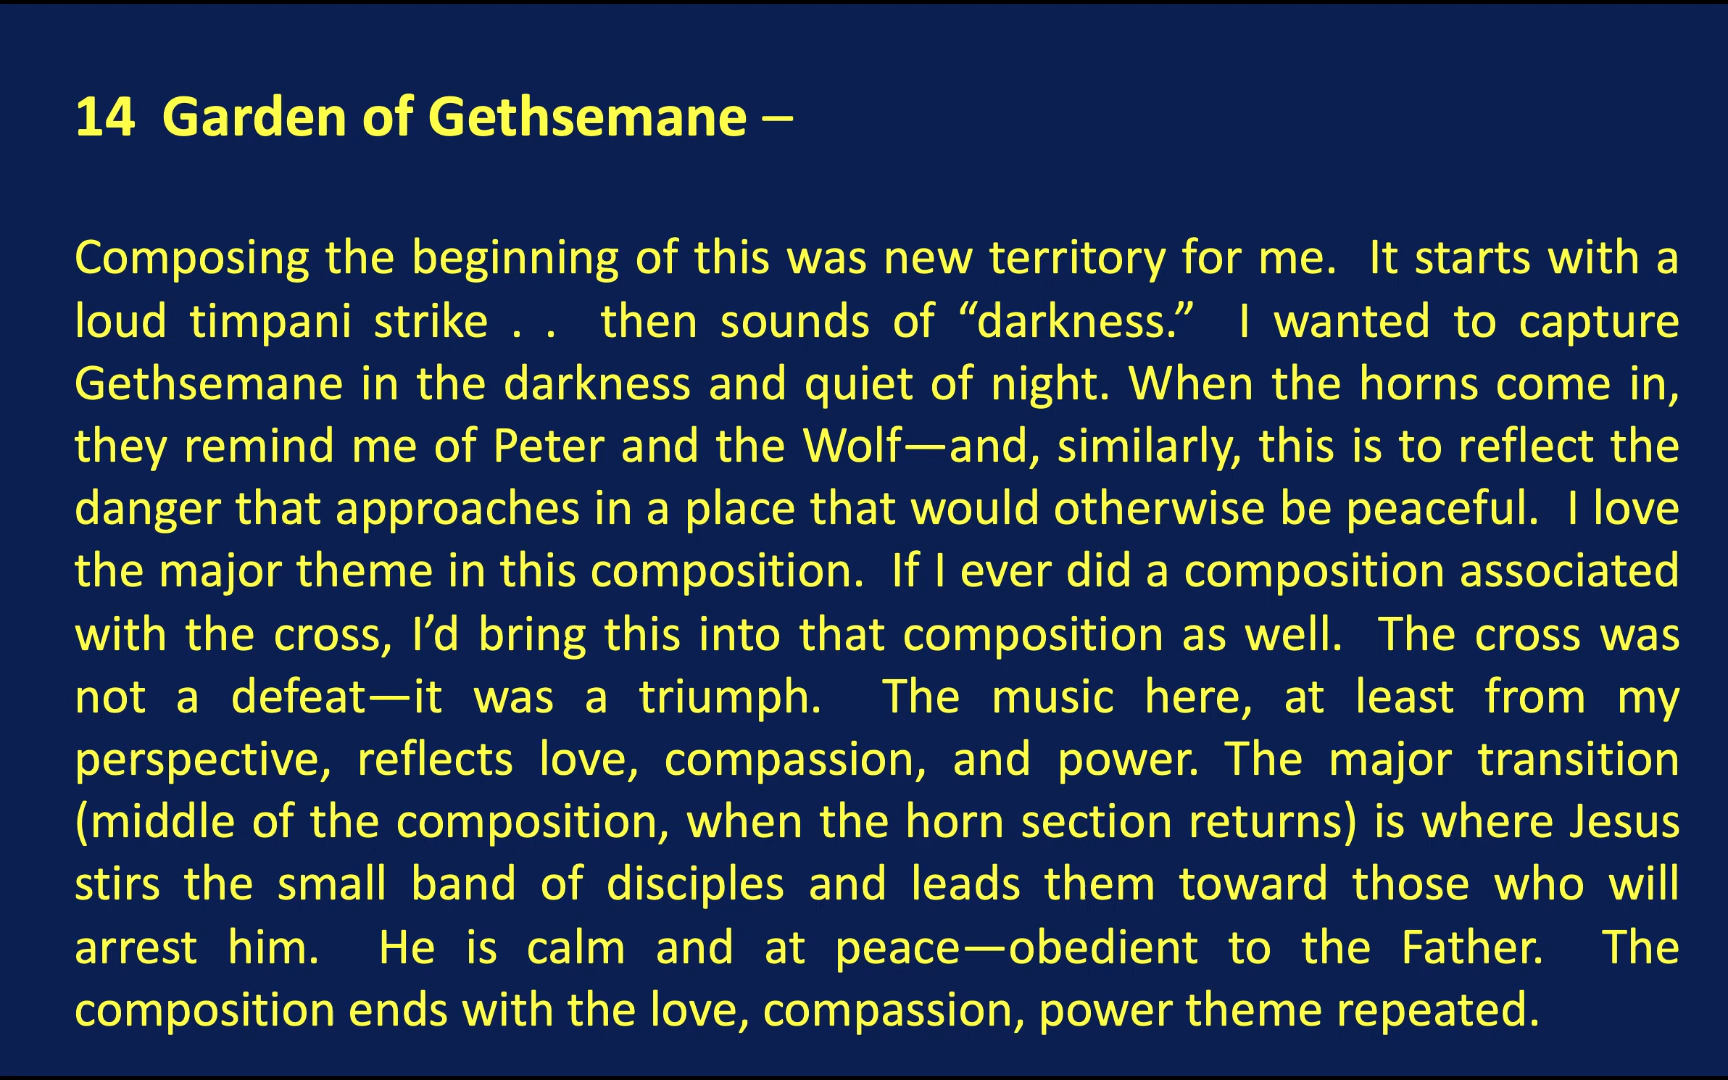 14  Garden of Gethsemane –
Composing the beginning of this was new territory for me.  It starts with a
loud timpani strike . .  then sounds of “darkness.”  I wanted to capture
Gethsemane in the darkness and quiet of night. When the horns come in,
they remind me of Peter and the Wolf—and, similarly, this is to reflect the
danger that approaches in a place that would otherwise be peaceful.  I love
the major theme in this composition.  If I ever did a composition associated
with the cross, I’d bring this into that composition as well.  The cross was
not a defeat—it was a triumph.  The music here, at least from my
perspective, reflects love, compassion, and power. The major transition
(middle of the composition, when the horn section returns) is where Jesus
stirs the small band of disciples and leads them toward those who will
arrest him.  He is calm and at peace—obedient to the Father.  The
composition ends with the love, compassion, power theme repeated.